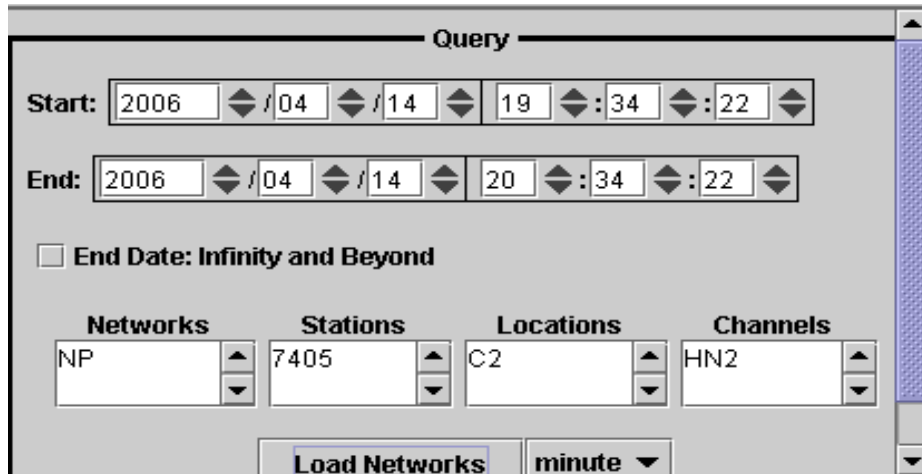 Query
Start: 2006 / 04 / 14 19 : 34 : 22
End: 2006 / 04 / 14 20 : 34 : 22
End Date: Infinity and Beyond
Networks Stations Locations Channels
NP 7405 C2 HN2
Load Networks minute